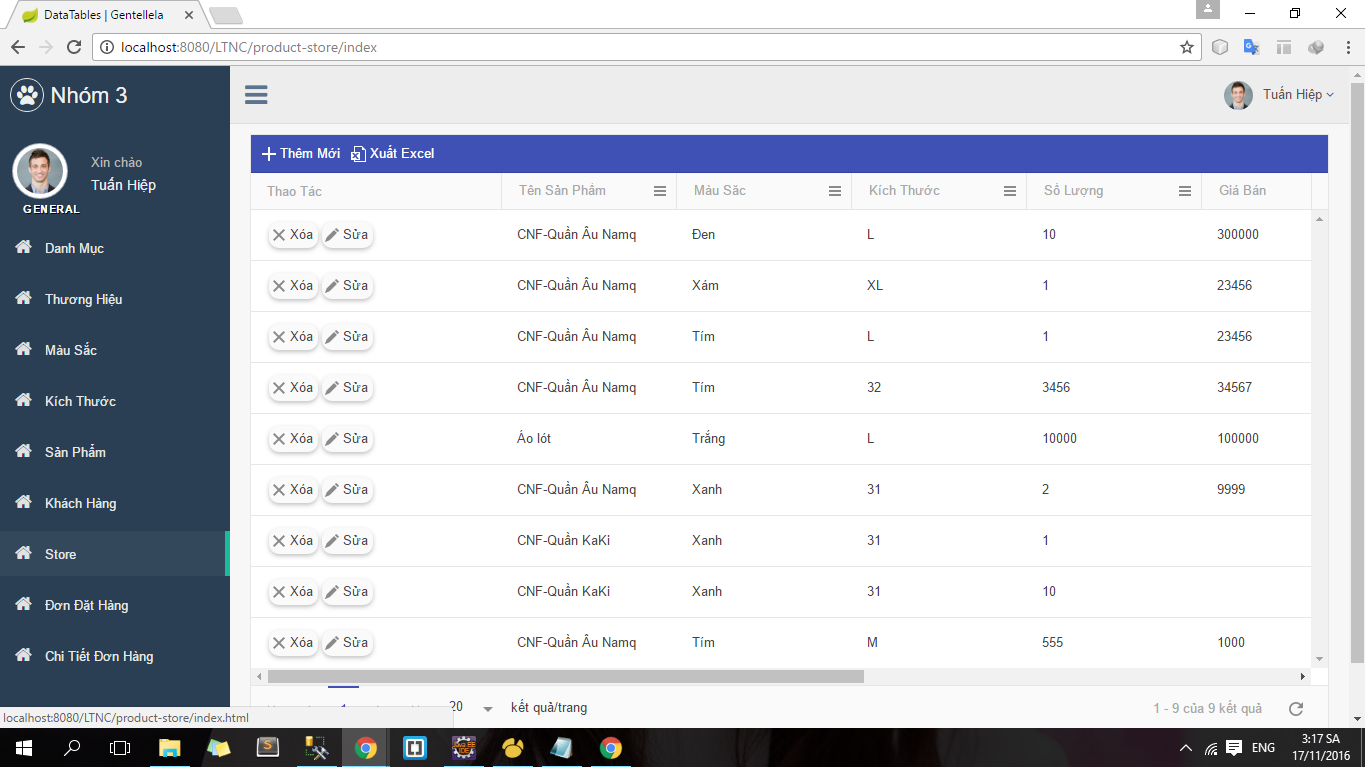 DataTables | Gentellela
localhost:8080/LTNC/product-store/index
Nhóm 3
Tuấn Hiệp
Xin chào
Tuấn Hiệp
GENERAL
Danh Mục
Thương Hiệu
Màu Sắc
Kích Thước
Sản Phẩm
Khách Hàng
Store
Đơn Đặt Hàng
Chi Tiết Đơn Hàng
Thêm Mới Xuất Excel
Thao Tác Tên Sản Phẩm Màu Sắc Kích Thước Số Lượng Giá Bán
Xóa Sửa CNF-Quần Âu Namq Đen L 10 300000
Xóa Sửa CNF-Quần Âu Namq Xám XL 1 23456
Xóa Sửa CNF-Quần Âu Namq Tím L 1 23456
Xóa Sửa CNF-Quần Âu Namq Tím 32 3456 34567
Xóa Sửa Áo lót Trắng L 10000 100000
Xóa Sửa CNF-Quần Âu Namq Xanh 31 2 9999
Xóa Sửa CNF-Quần KaKi Xanh 31 1
Xóa Sửa CNF-Quần KaKi Xanh 31 10
Xóa Sửa CNF-Quần Âu Namq Tím M 555 1000
20 kết quả/trang 1 - 9 của 9 kết quả
localhost:8080/LTNC/product-store/index.html
ENG
3:17 SA
17/11/2016